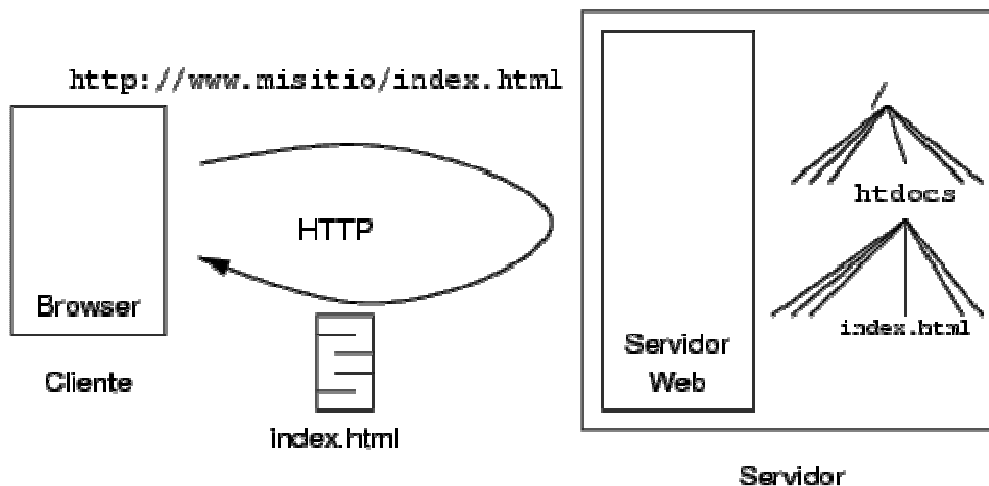 http://www.misitio/index.html
/
htdocs
HTTP
Browser
index.html
Servidor
Web
Cliente
index.html
Servidor